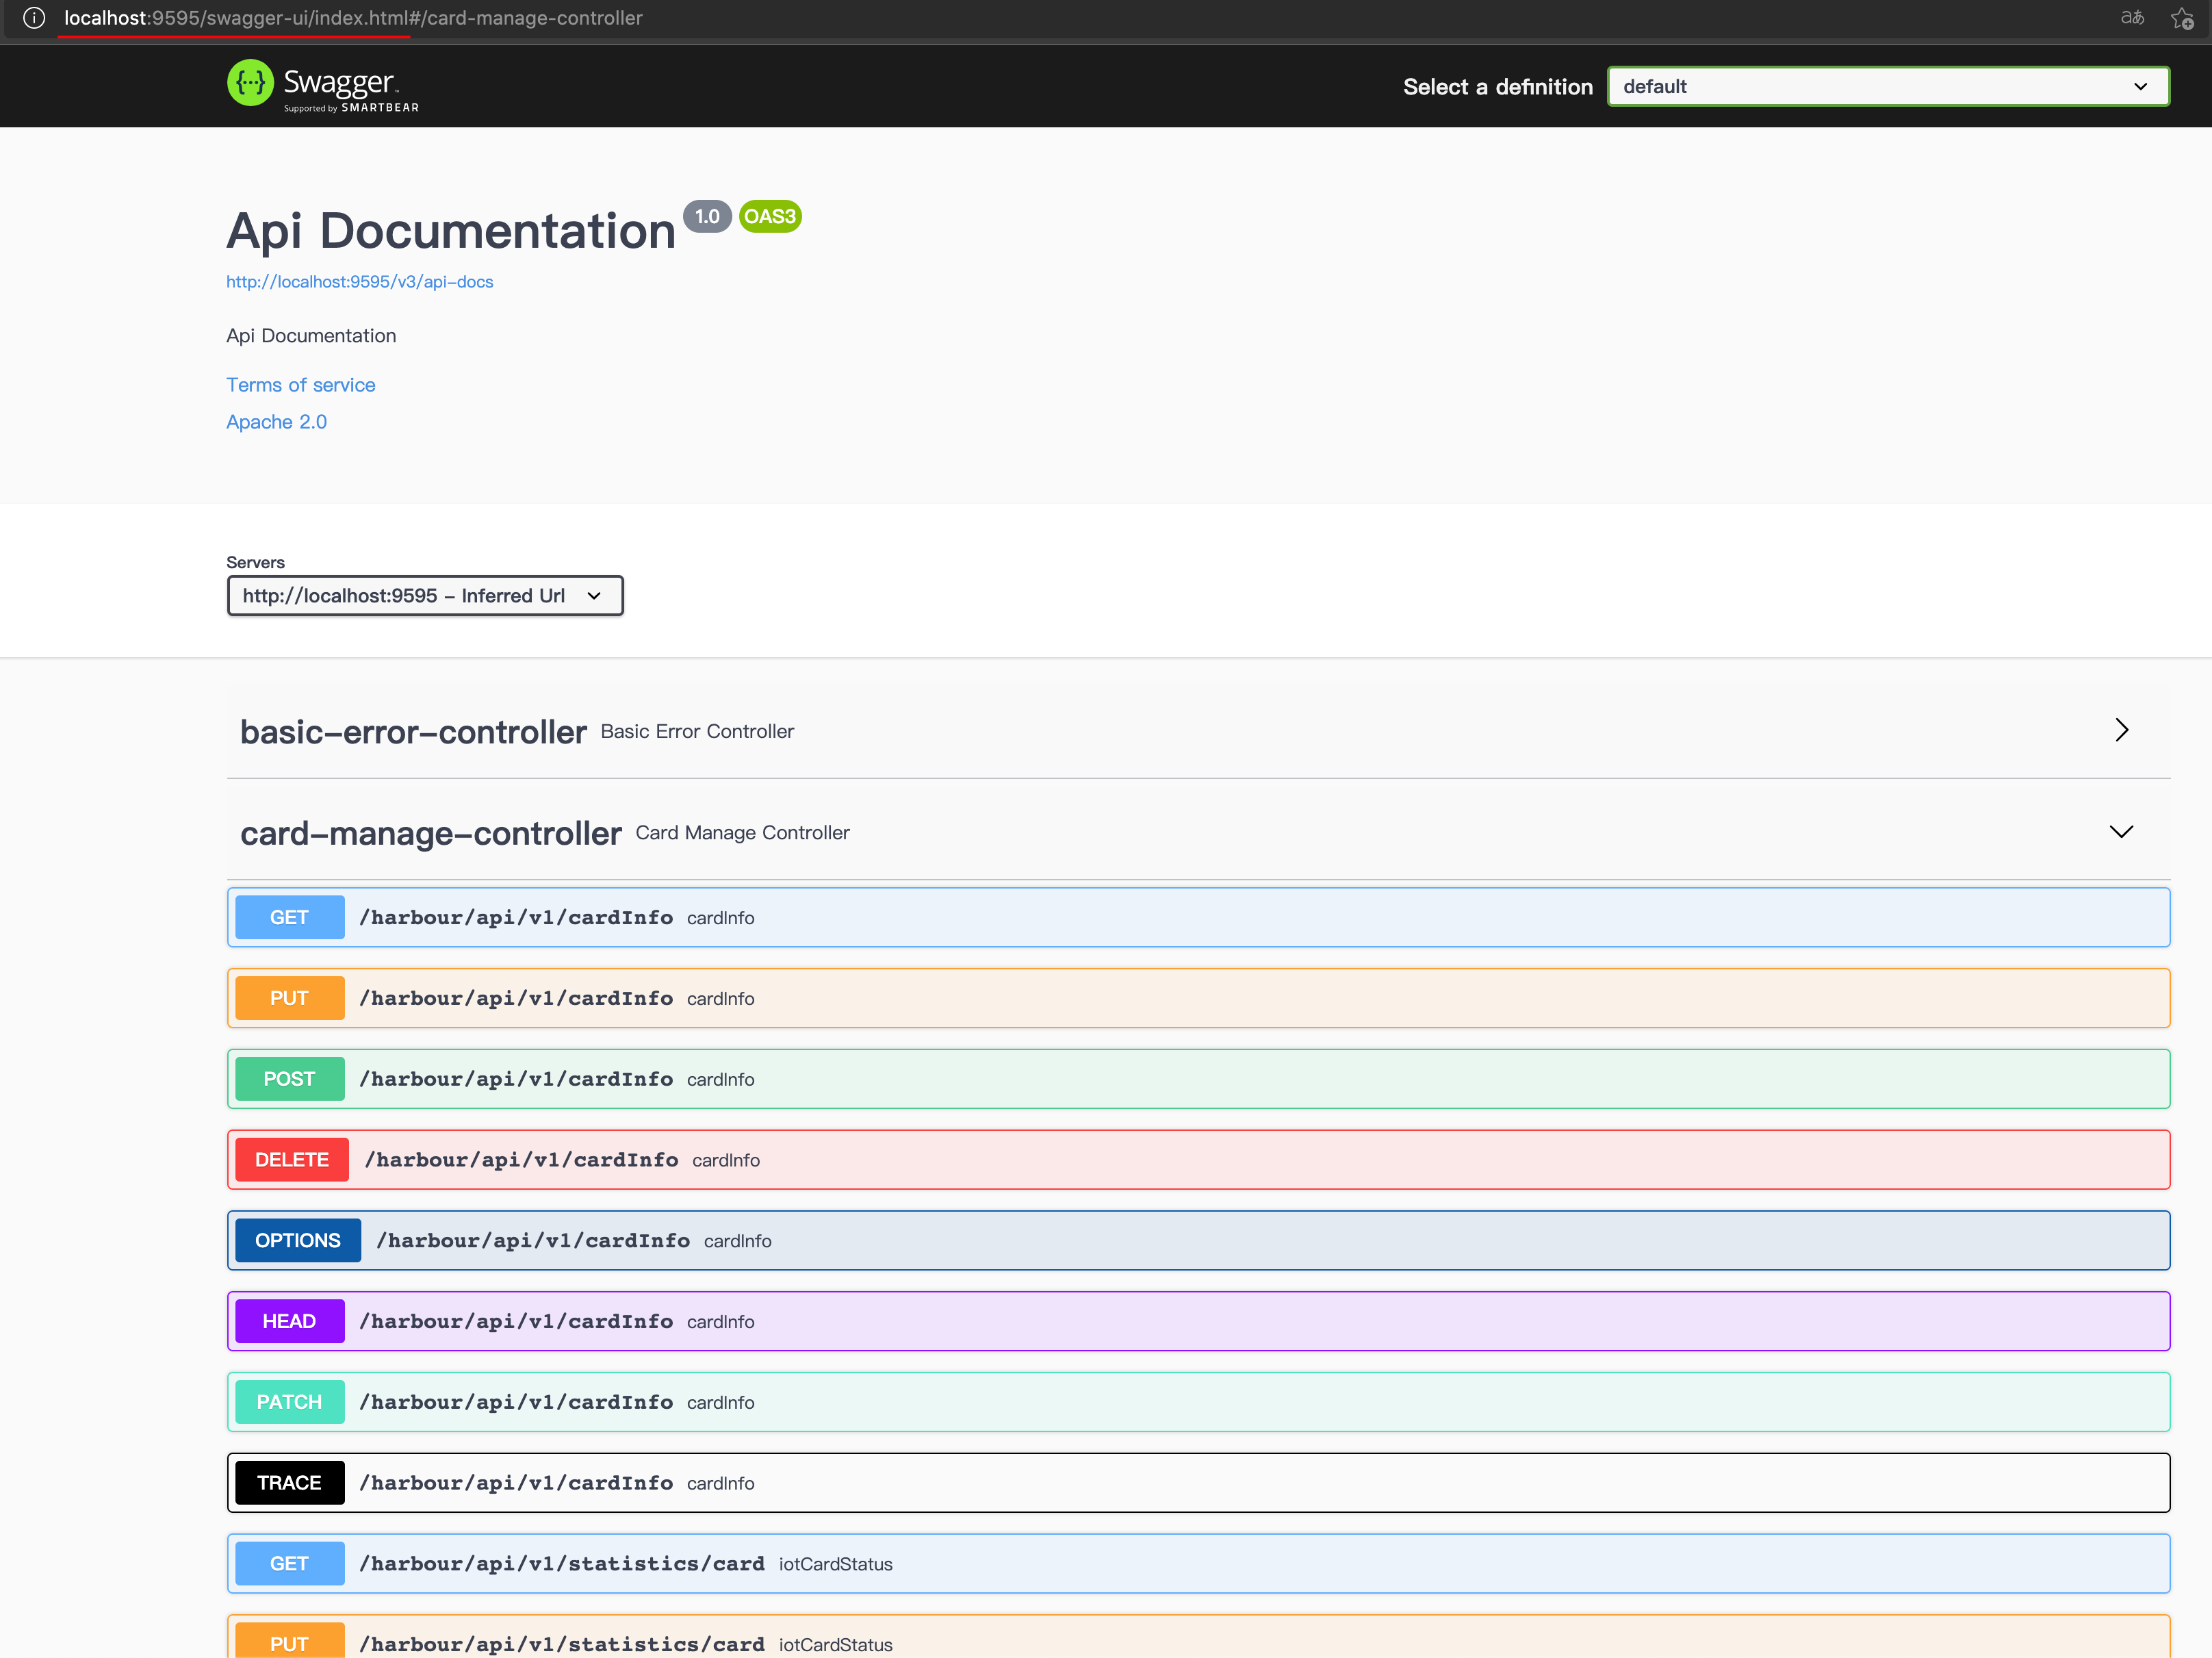 localhost:9595/swagger-ui/index.html#/card-manage-controller
aあ
{···} Swagger™
Supported by SMARTBEAR
Select a definition
default
Api Documentation 1.0 OAS3
http://localhost:9595/v3/api-docs
Api Documentation
Terms of service
Apache 2.0
Servers
http://localhost:9595 – Inferred Url
basic-error-controller Basic Error Controller
card-manage-controller Card Manage Controller
GET /harbour/api/v1/cardInfo cardInfo
PUT /harbour/api/v1/cardInfo cardInfo
POST /harbour/api/v1/cardInfo cardInfo
DELETE /harbour/api/v1/cardInfo cardInfo
OPTIONS /harbour/api/v1/cardInfo cardInfo
HEAD /harbour/api/v1/cardInfo cardInfo
PATCH /harbour/api/v1/cardInfo cardInfo
TRACE /harbour/api/v1/cardInfo cardInfo
GET /harbour/api/v1/statistics/card iotCardStatus
PUT /harbour/api/v1/statistics/card iotCardStatus